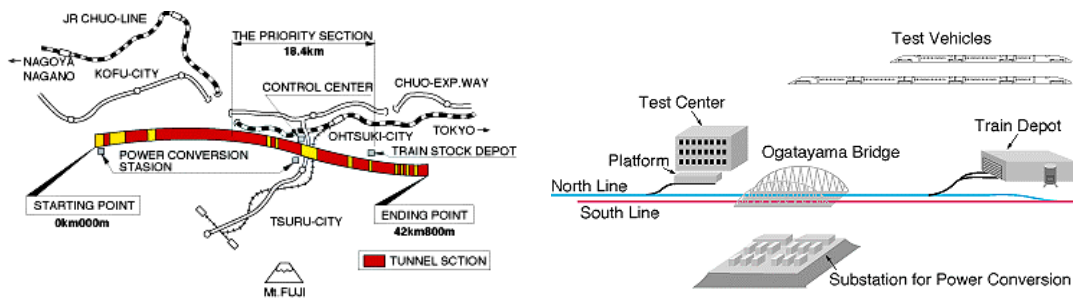 JR CHUO-LINE
THE PRIORITY SECTION
18.4km
NAGOYA
NAGANO
KOFU-CITY
CONTROL CENTER
CHUO-EXP.WAY
OHTSUKI-CITY
TOKYO
POWER CONVERSION
STASION
TRAIN STOCK DEPOT
STARTING POINT
0km000m
TSURU-CITY
ENDING POINT
42km800m
TUNNEL SCTION
Mt.FUJI
Test Vehicles
Test Center
Train Depot
Platform
Ogatayama Bridge
North Line
South Line
Substation for Power Conversion